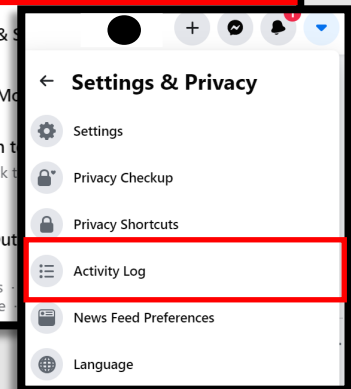 Settings & Privacy
Settings
Privacy Checkup
Privacy Shortcuts
Activity Log
News Feed Preferences
Language